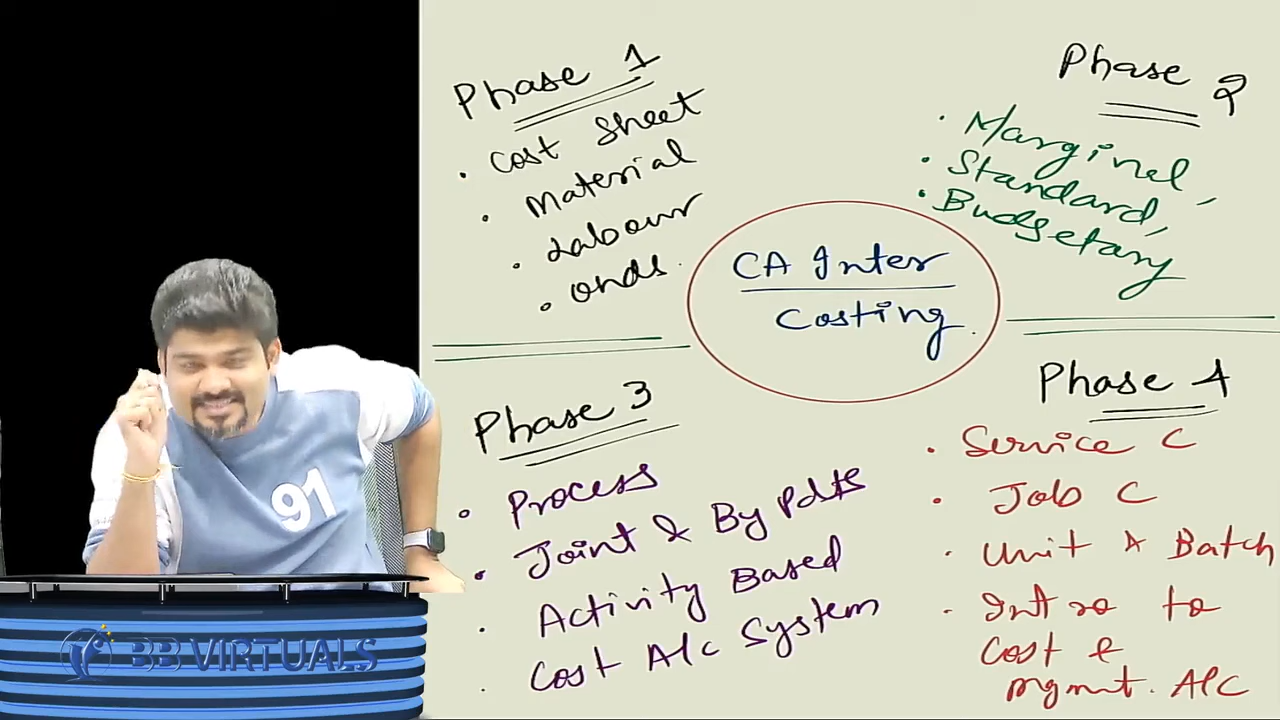 Phase 1
• Cost Sheet
• Material
• Labour
• OHDs.
Phase 2
• Marginal,
• Standard,
• Budgetary
CA Inter
Costing.
Phase 3
• Process
• Joint & By Pdts
• Activity Based
• Cost A/c System
Phase 4
• Service C
• Job C
• Unit & Batch
• Intro to
Cost &
Mgmt. A/C
91
BB VIRTUALS